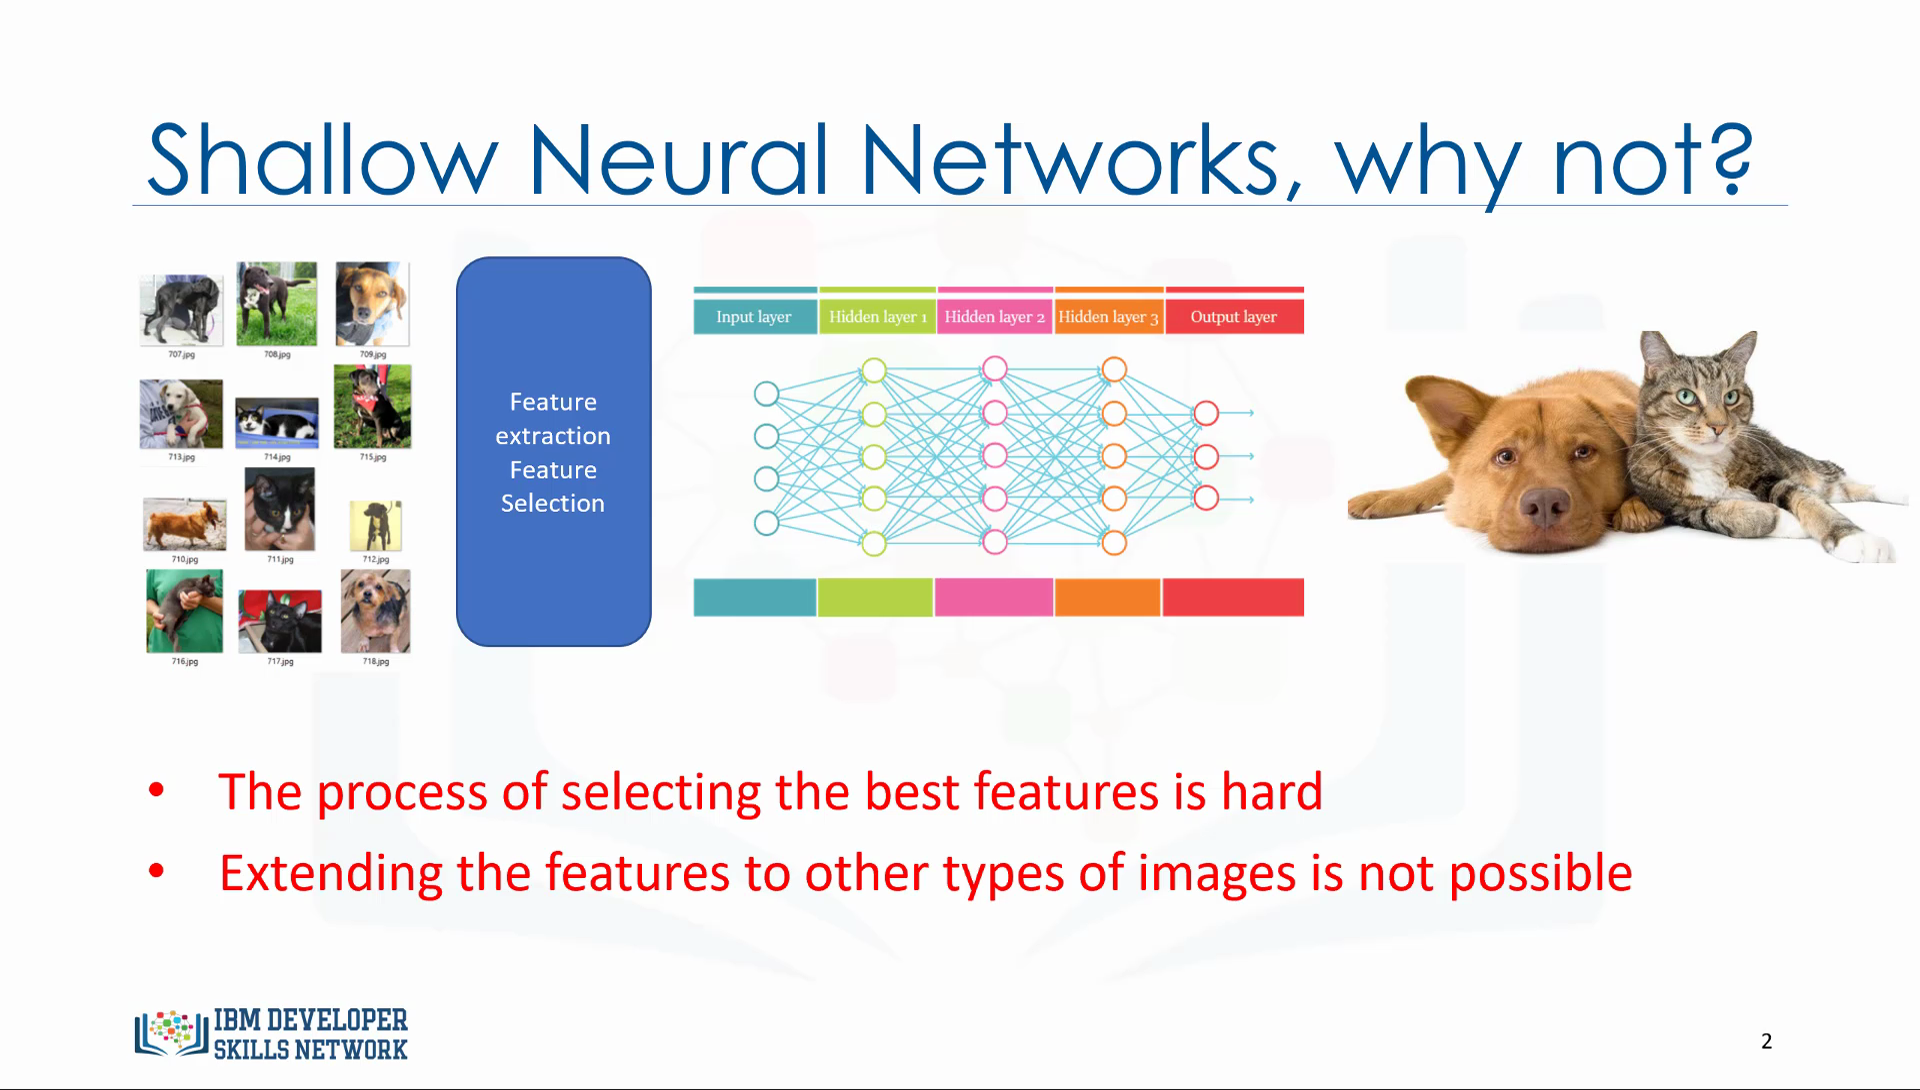 Shallow Neural Networks, why not?
707.jpg
708.jpg
709.jpg
713.jpg
714.jpg
715.jpg
710.jpg
711.jpg
712.jpg
716.jpg
717.jpg
718.jpg
Feature
extraction
Feature
Selection
Input layer
Hidden layer 1
Hidden layer 2
Hidden layer 3
Output layer
• The process of selecting the best features is hard
• Extending the features to other types of images is not possible
IBM DEVELOPER
SKILLS NETWORK
2